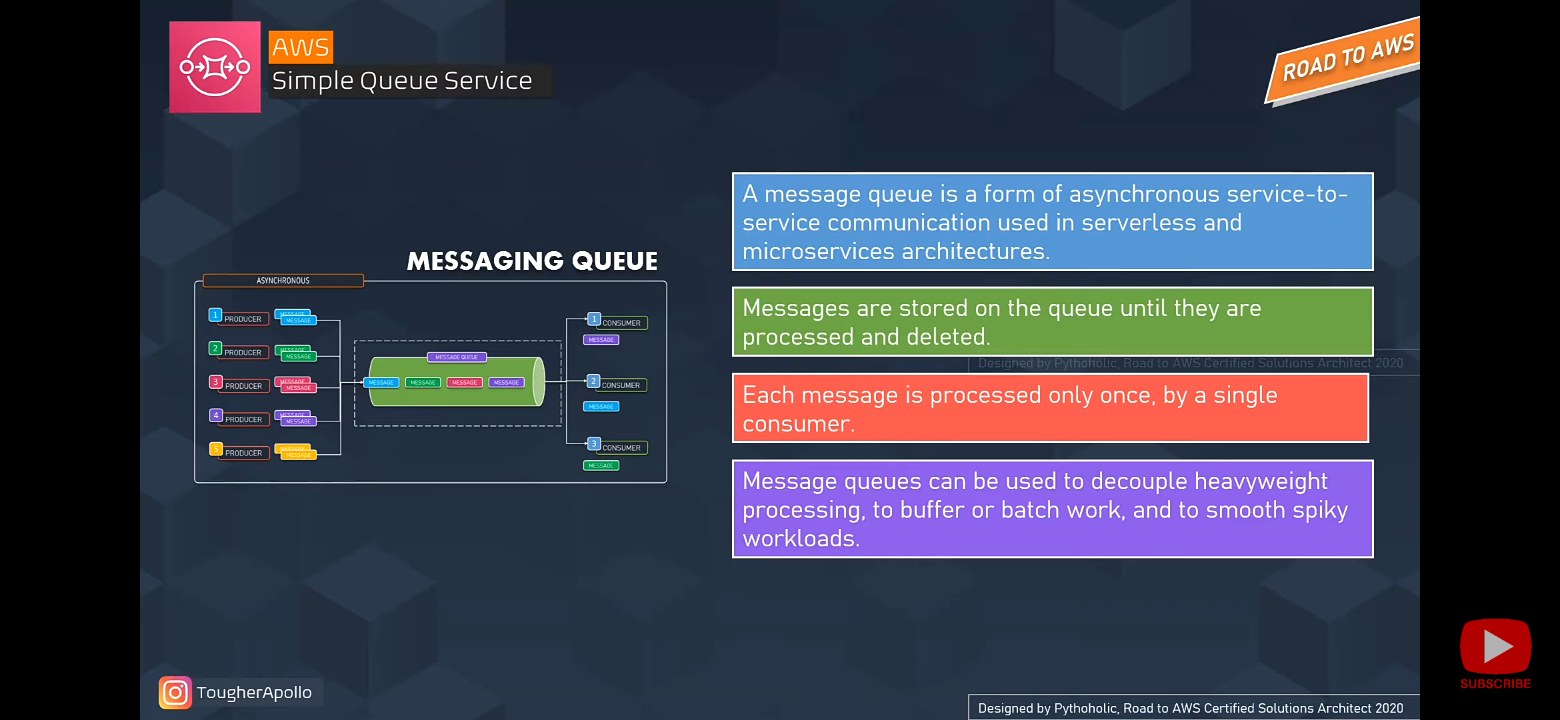 AWS
Simple Queue Service
ROAD TO AWS
A message queue is a form of asynchronous service-to-
service communication used in serverless and
microservices architectures.
Messages are stored on the queue until they are
processed and deleted.
Designed by Pythoholic, Road to AWS Certified Solutions Architect 2020
Each message is processed only once, by a single
consumer.
Message queues can be used to decouple heavyweight
processing, to buffer or batch work, and to smooth spiky
workloads.
MESSAGING QUEUE
ASYNCHRONOUS
1 PRODUCER MESSAGE MESSAGE
2 PRODUCER MESSAGE MESSAGE
3 PRODUCER MESSAGE MESSAGE
4 PRODUCER MESSAGE MESSAGE
5 PRODUCER MESSAGE MESSAGE
MESSAGE QUEUE
MESSAGE MESSAGE MESSAGE MESSAGE
1 CONSUMER
MESSAGE
2 CONSUMER
MESSAGE
3 CONSUMER
MESSAGE
TougherApollo
Designed by Pythoholic, Road to AWS Certified Solutions Architect 2020
SUBSCRIBE